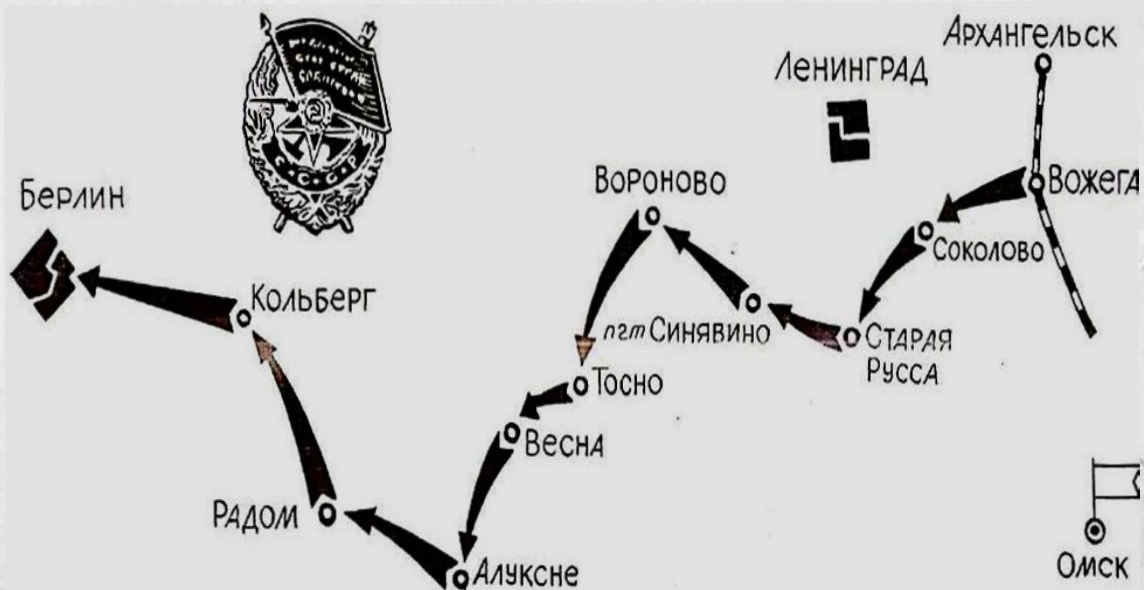 Архангельск
Ленинград
Вожега
Вороново
Берлин
Соколово
Кольберг
пгт Синявино
Старая
Русса
Тосно
Весна
Радом
Алуксне
Омск
С·С·С·Р